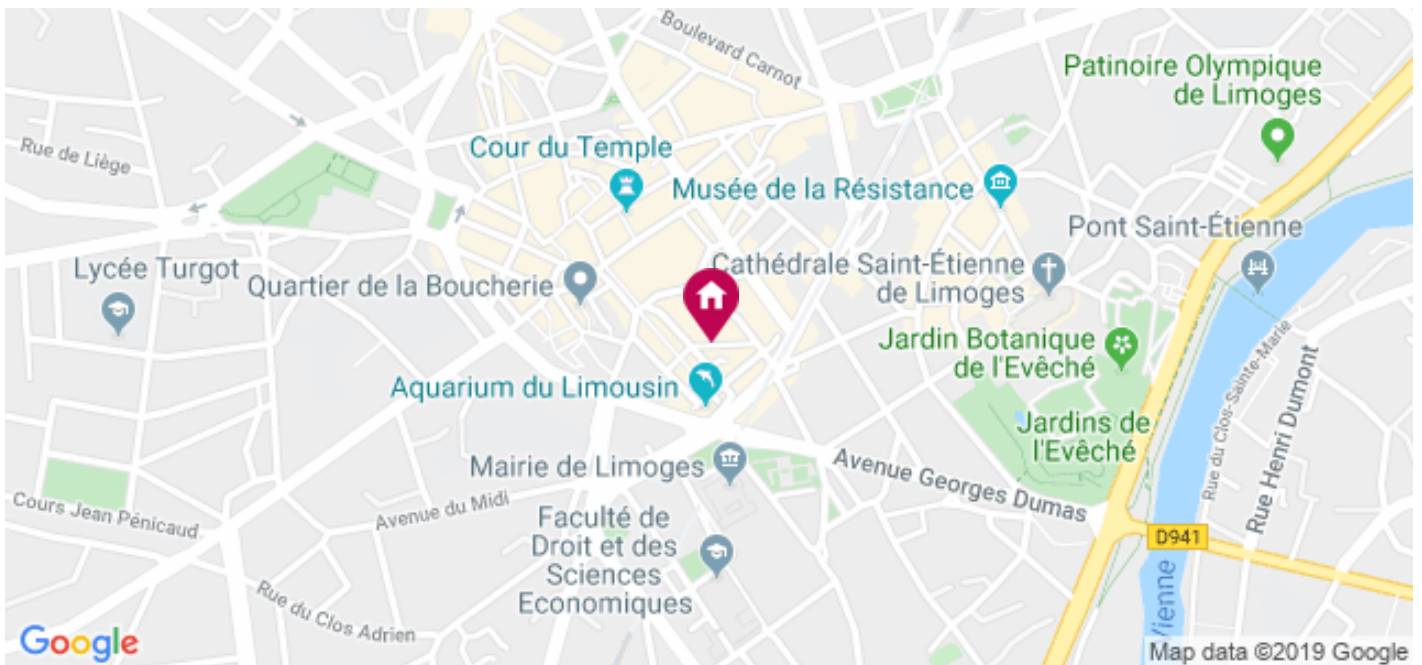 Boulevard Carnot
Patinoire Olympique
de Limoges
Rue de Liège
Cour du Temple
Musée de la Résistance
Pont Saint-Étienne
Lycée Turgot
Quartier de la Boucherie
Cathédrale Saint-Étienne
de Limoges
Jardin Botanique
de l'Evêché
Rue du Clos-Sainte-Marie
Rue Henri Dumont
Aquarium du Limousin
Jardins de
l'Evêché
Mairie de Limoges
Avenue Georges Dumas
Cours Jean Pénicaud
Avenue du Midi
Faculté de
Droit et des
Sciences
Economiques
D941
Vienne
Rue du Clos Adrien
Google
Map data ©2019 Google